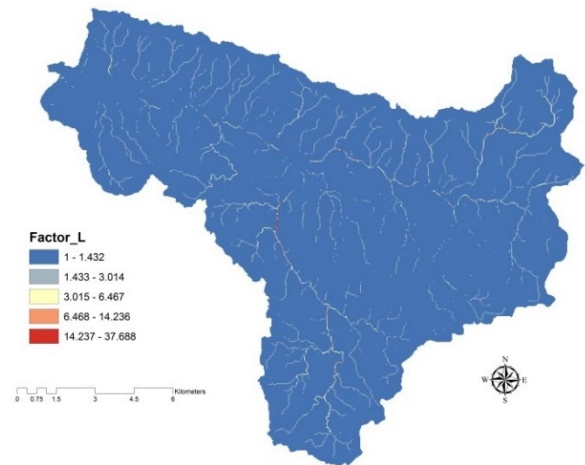 Factor_L
1 - 1.432
1.433 - 3.014
3.015 - 6.467
6.468 - 14.236
14.237 - 37.688
Kilometers
0 0.75 1.5 3 4.5 6
N
W E
S